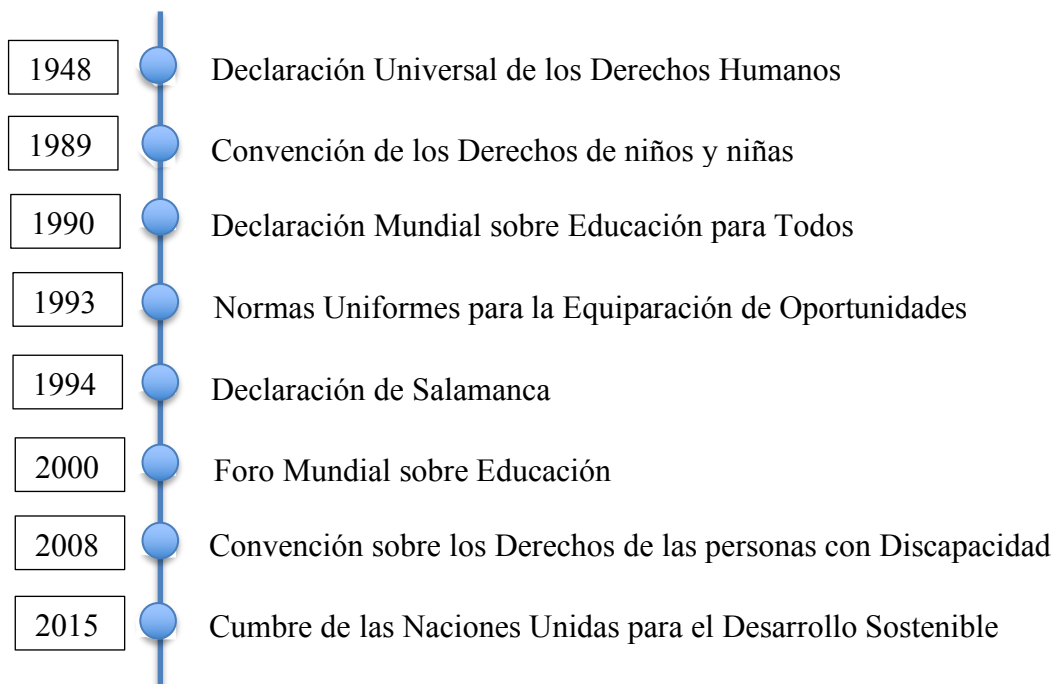 1948 Declaración Universal de los Derechos Humanos
1989 Convención de los Derechos de niños y niñas
1990 Declaración Mundial sobre Educación para Todos
1993 Normas Uniformes para la Equiparación de Oportunidades
1994 Declaración de Salamanca
2000 Foro Mundial sobre Educación
2008 Convención sobre los Derechos de las personas con Discapacidad
2015 Cumbre de las Naciones Unidas para el Desarrollo Sostenible